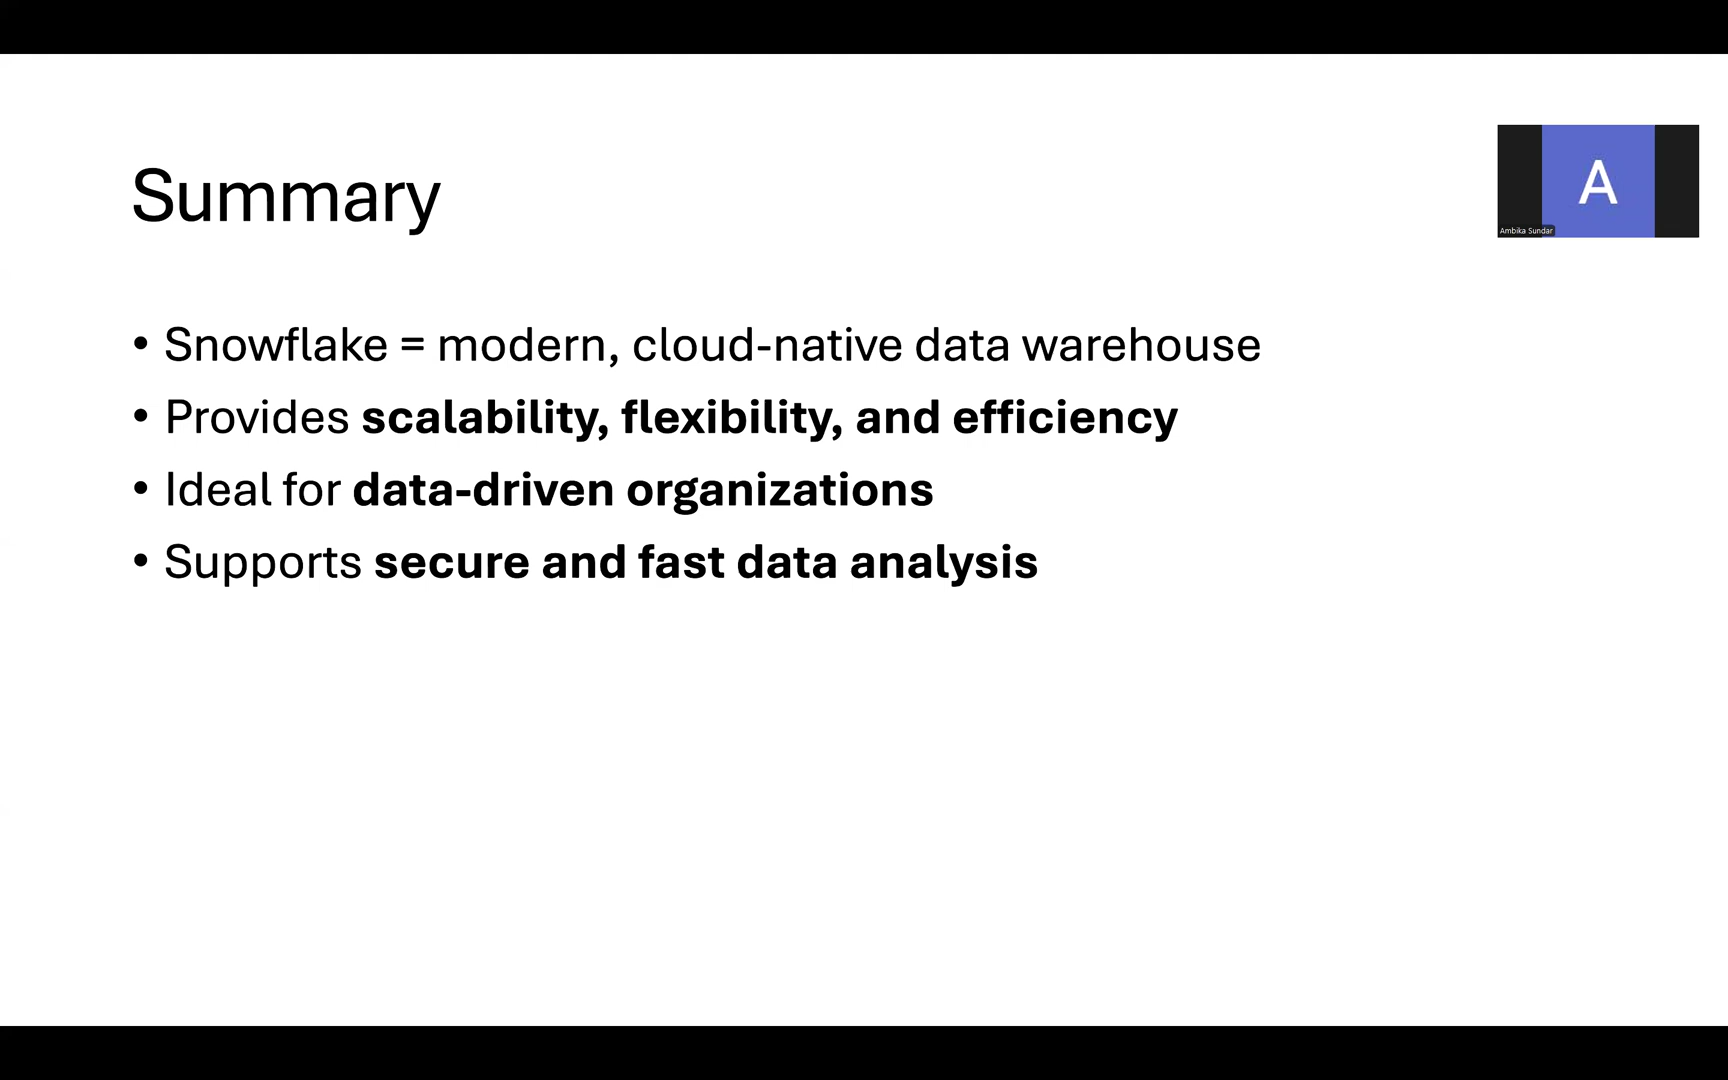 Summary
A
Ambika Sundar
• Snowflake = modern, cloud-native data warehouse
• Provides scalability, flexibility, and efficiency
• Ideal for data-driven organizations
• Supports secure and fast data analysis